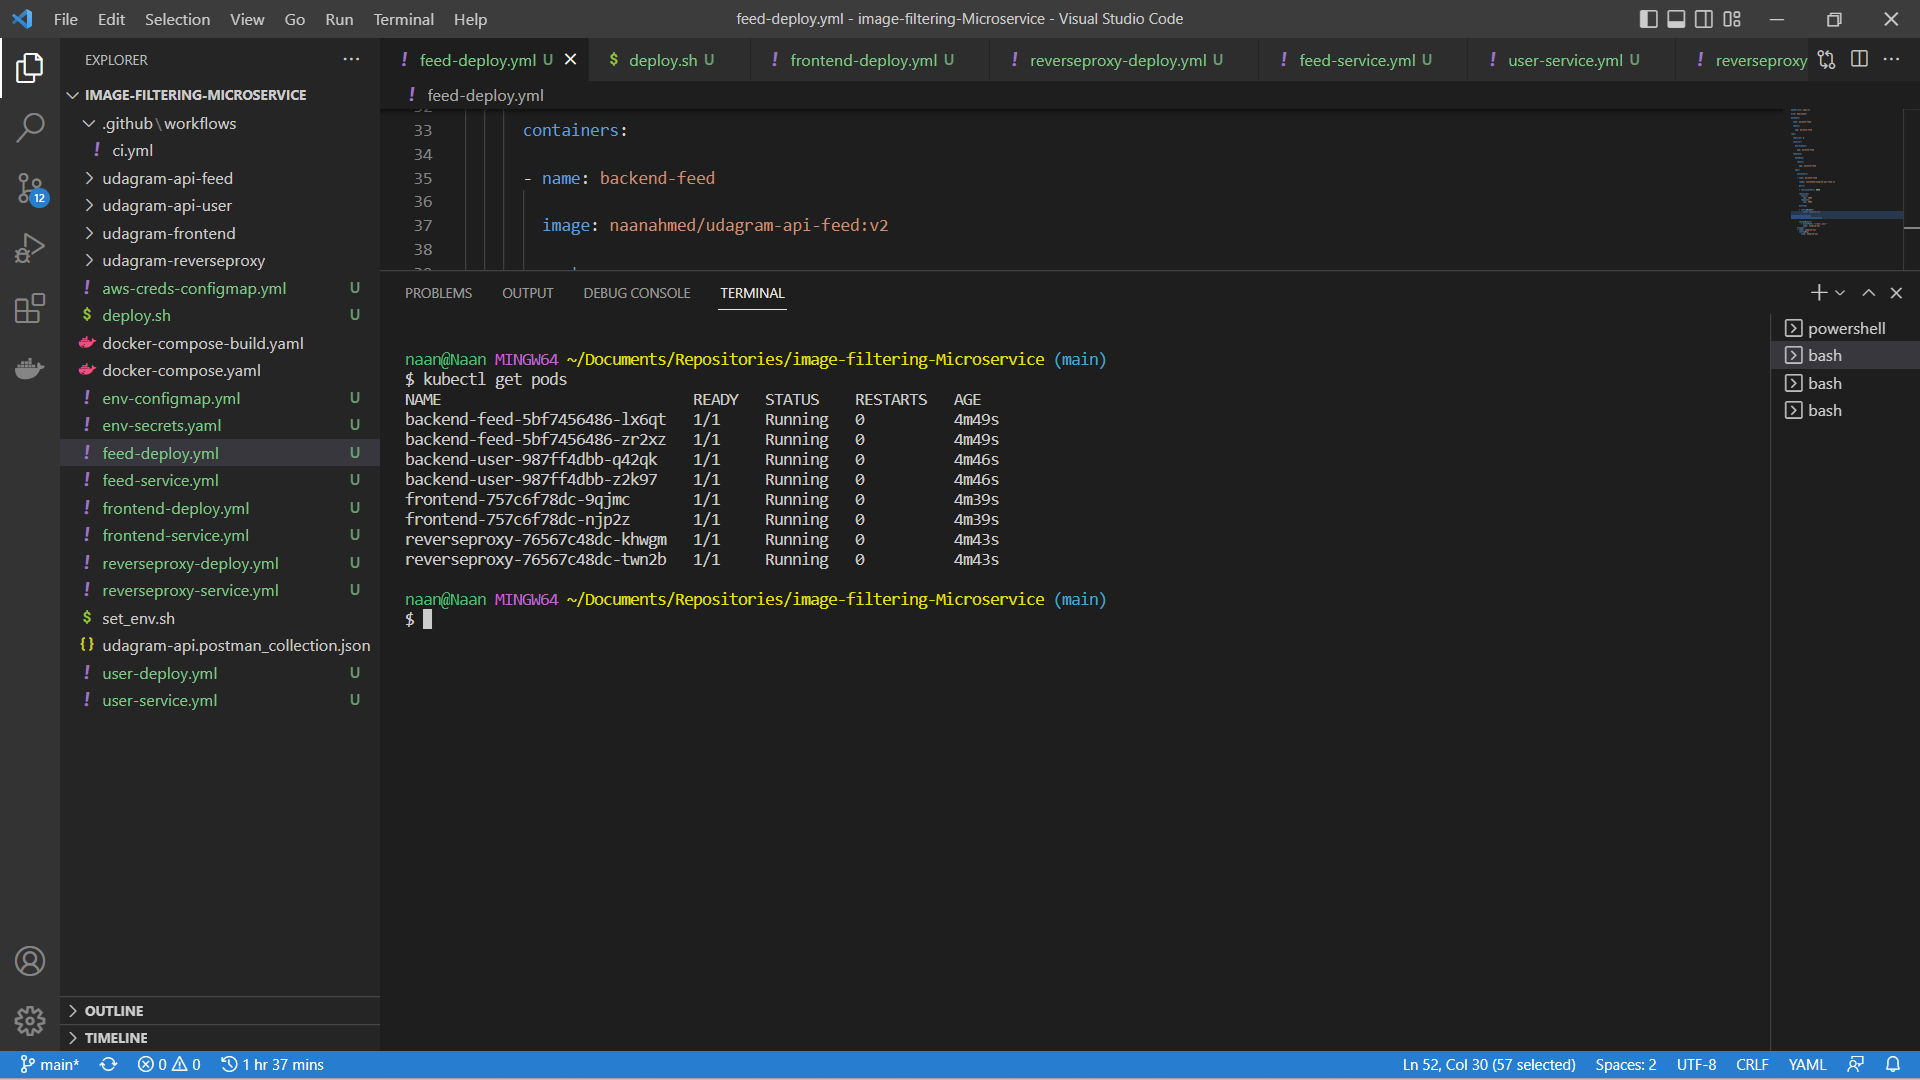 File Edit Selection View Go Run Terminal Help
feed-deploy.yml - image-filtering-Microservice - Visual Studio Code
EXPLORER
IMAGE-FILTERING-MICROSERVICE
.github\workflows
! ci.yml
udagram-api-feed
udagram-api-user
udagram-frontend
udagram-reverseproxy
! aws-creds-configmap.yml U
$ deploy.sh U
docker-compose-build.yaml
docker-compose.yaml
! env-configmap.yml U
! env-secrets.yaml U
! feed-deploy.yml U
! feed-service.yml U
! frontend-deploy.yml U
! frontend-service.yml U
! reverseproxy-deploy.yml U
! reverseproxy-service.yml U
$ set_env.sh
{} udagram-api.postman_collection.json
! user-deploy.yml U
! user-service.yml U
OUTLINE
TIMELINE
12
! feed-deploy.yml U $ deploy.sh U ! frontend-deploy.yml U ! reverseproxy-deploy.yml U ! feed-service.yml U ! user-service.yml U ! reverseproxy
! feed-deploy.yml
33 containers:
34
35 - name: backend-feed
36
37 image: naanahmed/udagram-api-feed:v2
38
PROBLEMS OUTPUT DEBUG CONSOLE TERMINAL
naan@Naan MINGW64 ~/Documents/Repositories/image-filtering-Microservice (main)
$ kubectl get pods
NAME READY STATUS RESTARTS AGE
backend-feed-5bf7456486-lx6qt 1/1 Running 0 4m49s
backend-feed-5bf7456486-zr2xz 1/1 Running 0 4m49s
backend-user-987ff4dbb-q42qk 1/1 Running 0 4m46s
backend-user-987ff4dbb-z2k97 1/1 Running 0 4m46s
frontend-757c6f78dc-9qjmc 1/1 Running 0 4m39s
frontend-757c6f78dc-njp2z 1/1 Running 0 4m39s
reverseproxy-76567c48dc-khwgm 1/1 Running 0 4m43s
reverseproxy-76567c48dc-twn2b 1/1 Running 0 4m43s
naan@Naan MINGW64 ~/Documents/Repositories/image-filtering-Microservice (main)
$
powershell
bash
bash
bash
main* 0 0 1 hr 37 mins
Ln 52, Col 30 (57 selected) Spaces: 2 UTF-8 CRLF YAML